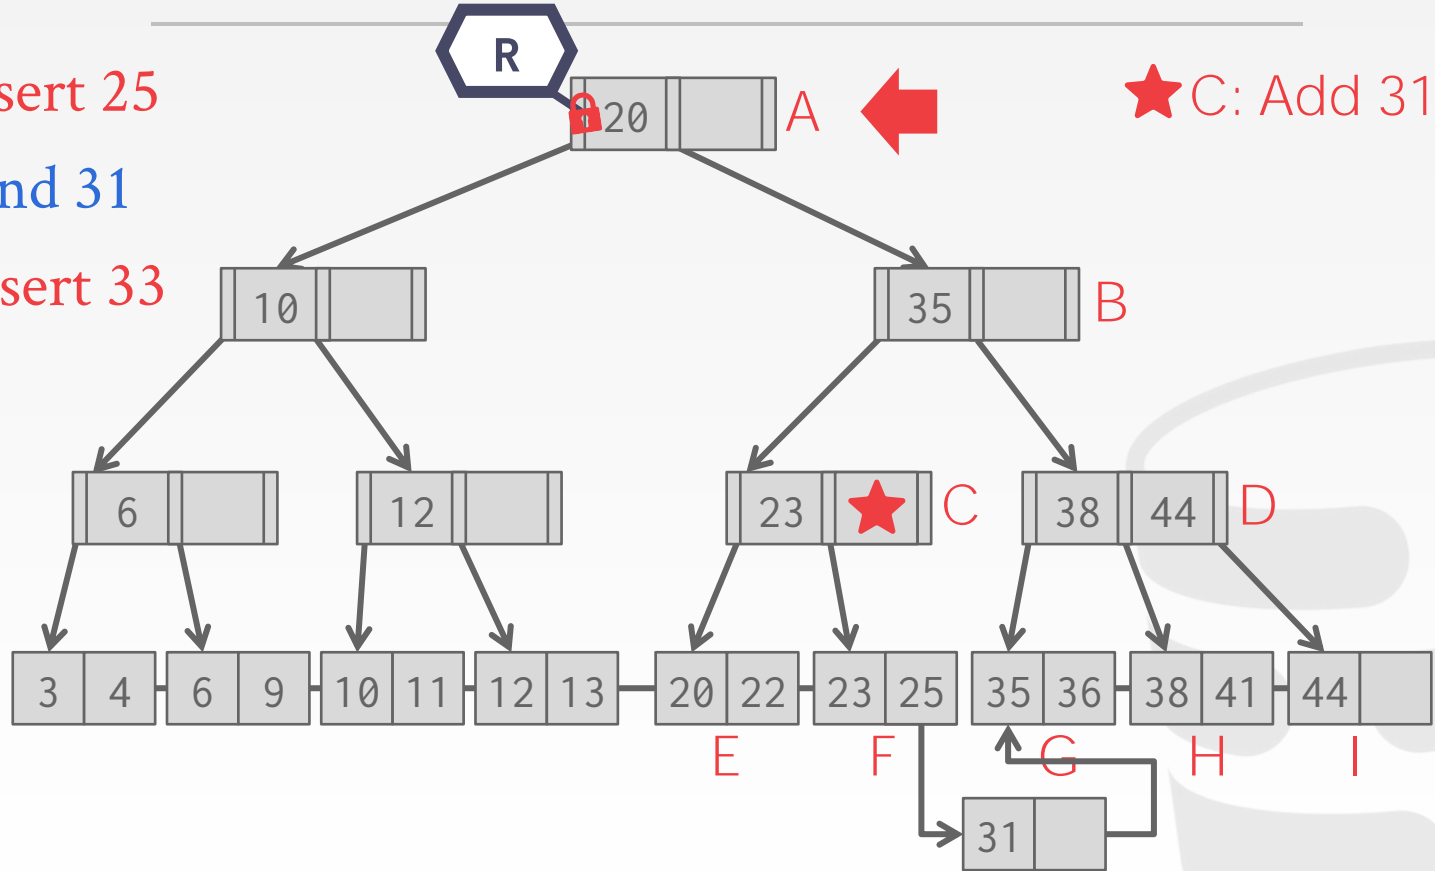 R
sert 25
20 A
C: Add 31
nd 31
sert 33
10
35 B
6
12
23 C
38 44 D
3 4 6 9 10 11 12 13 20 22 23 25 35 36 38 41 44
E F G H I
31